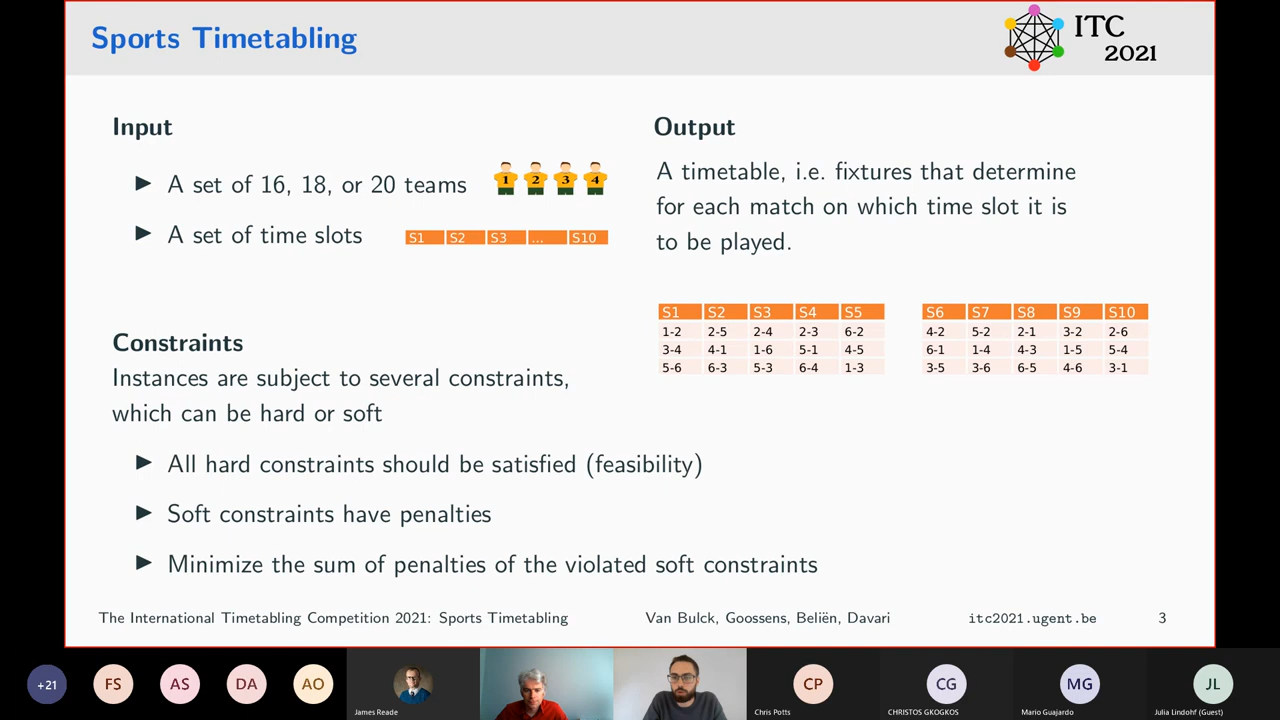 Sports Timetabling
ITC
2021
Input
▶ A set of 16, 18, or 20 teams
1 2 3 4
▶ A set of time slots
S1 S2 S3 ... S10
Output
A timetable, i.e. fixtures that determine
for each match on which time slot it is
to be played.
S1 S2 S3 S4 S5
1-2 2-5 2-4 2-3 6-2
3-4 4-1 1-6 5-1 4-5
5-6 6-3 5-3 6-4 1-3
S6 S7 S8 S9 S10
4-2 5-2 2-1 3-2 2-6
6-1 1-4 4-3 1-5 5-4
3-5 3-6 6-5 4-6 3-1
Constraints
Instances are subject to several constraints,
which can be hard or soft
▶ All hard constraints should be satisfied (feasibility)
▶ Soft constraints have penalties
▶ Minimize the sum of penalties of the violated soft constraints
The International Timetabling Competition 2021: Sports Timetabling
Van Bulck, Goossens, Beliën, Davari
itc2021.ugent.be
3
+21
FS
AS
DA
AO
James Reade
CP
Chris Potts
CG
CHRISTOS GKOGKOS
MG
Mario Guajardo
JL
Julia Lindohf (Guest)